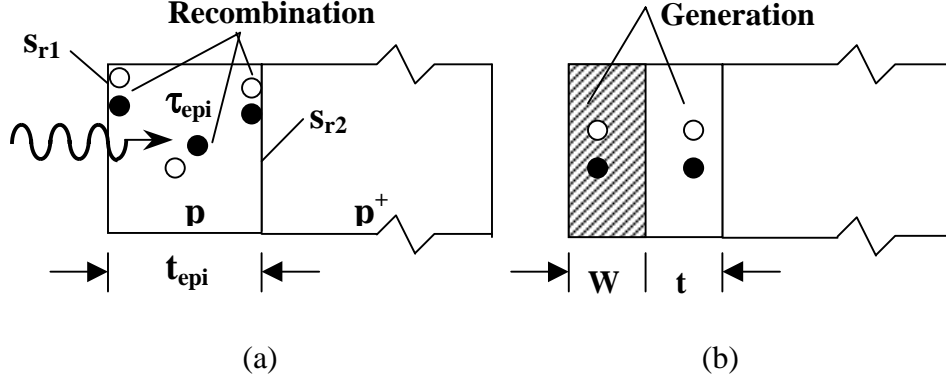 Recombination
Generation
s_r1
τ_epi
s_r2
p
p⁺
t_epi
W
t
(a)
(b)